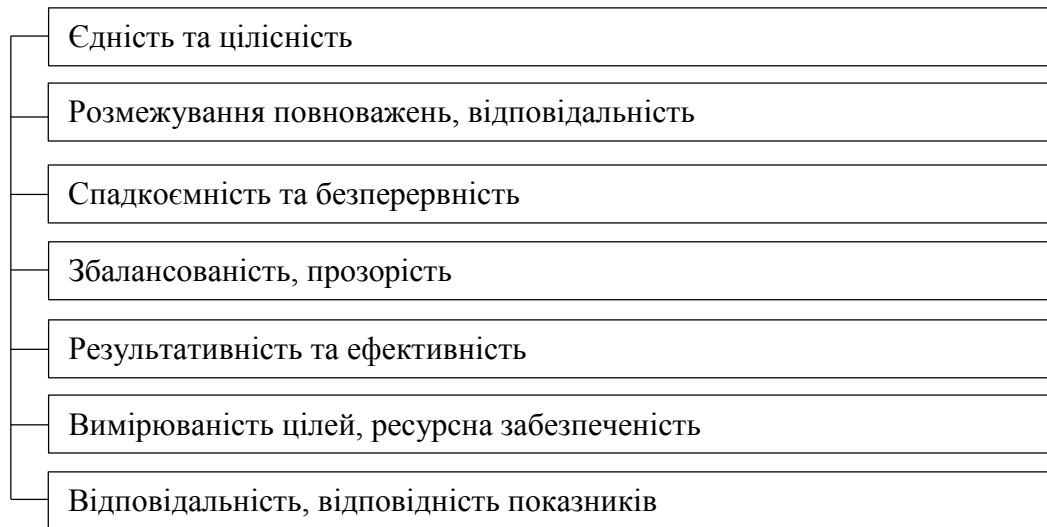 Єдність та цілісність
Розмежування повноважень, відповідальність
Спадкоємність та безперервність
Збалансованість, прозорість
Результативність та ефективність
Вимірюваність цілей, ресурсна забезпеченість
Відповідальність, відповідність показників